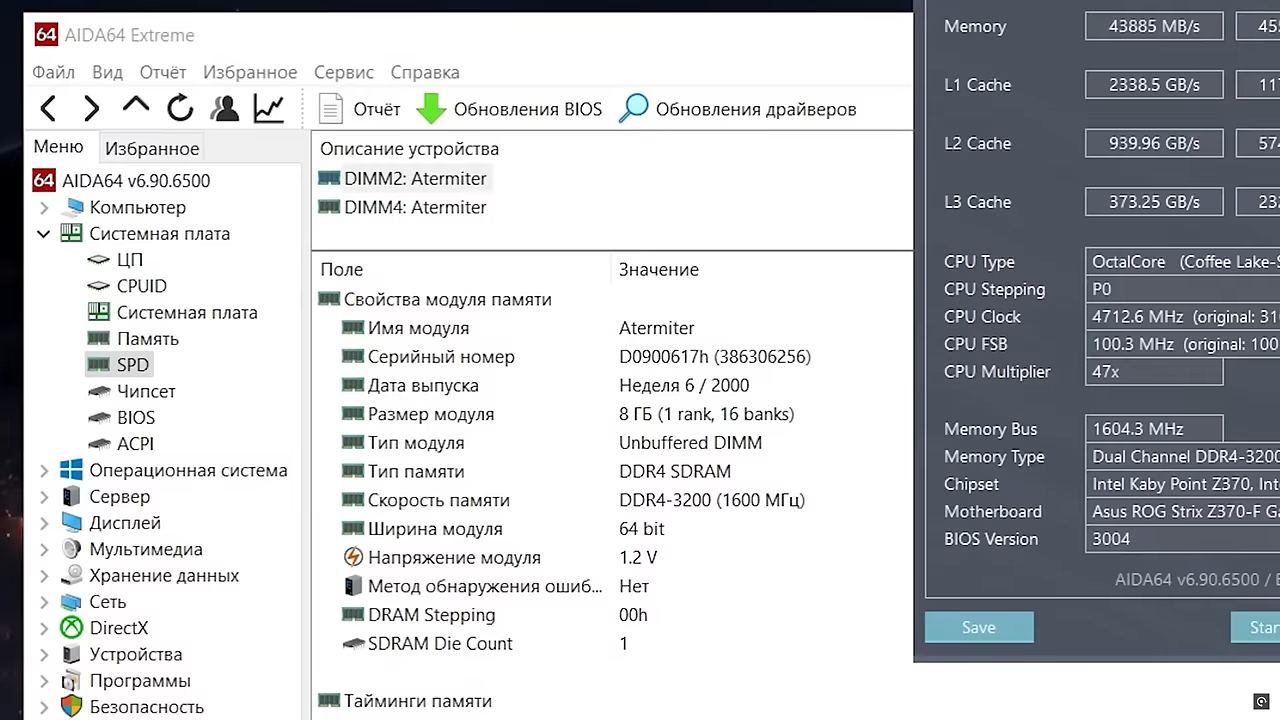 64 AIDA64 Extreme
Файл Вид Отчёт Избранное Сервис Справка
Отчёт Обновления BIOS Обновления драйверов
Меню Избранное
64 AIDA64 v6.90.6500
Компьютер
Системная плата
ЦП
CPUID
Системная плата
Память
SPD
Чипсет
BIOS
ACPI
Операционная система
Сервер
Дисплей
Мультимедиа
Хранение данных
Сеть
DirectX
Устройства
Программы
Безопасность
Описание устройства
DIMM2: Atermiter
DIMM4: Atermiter
Поле Значение
Свойства модуля памяти
Имя модуля Atermiter
Серийный номер D0900617h (386306256)
Дата выпуска Неделя 6 / 2000
Размер модуля 8 ГБ (1 rank, 16 banks)
Тип модуля Unbuffered DIMM
Тип памяти DDR4 SDRAM
Скорость памяти DDR4-3200 (1600 МГц)
Ширина модуля 64 bit
Напряжение модуля 1.2 V
Метод обнаружения ошиб... Нет
DRAM Stepping 00h
SDRAM Die Count 1
Тайминги памяти
Memory 43885 MB/s 455
L1 Cache 2338.5 GB/s 117
L2 Cache 939.96 GB/s 574
L3 Cache 373.25 GB/s 232
CPU Type OctalCore (Coffee Lake-S
CPU Stepping P0
CPU Clock 4712.6 MHz (original: 310
CPU FSB 100.3 MHz (original: 100
CPU Multiplier 47x
Memory Bus 1604.3 MHz
Memory Type Dual Channel DDR4-3200
Chipset Intel Kaby Point Z370, Int
Motherboard Asus ROG Strix Z370-F Ga
BIOS Version 3004
AIDA64 v6.90.6500 /
Save Star